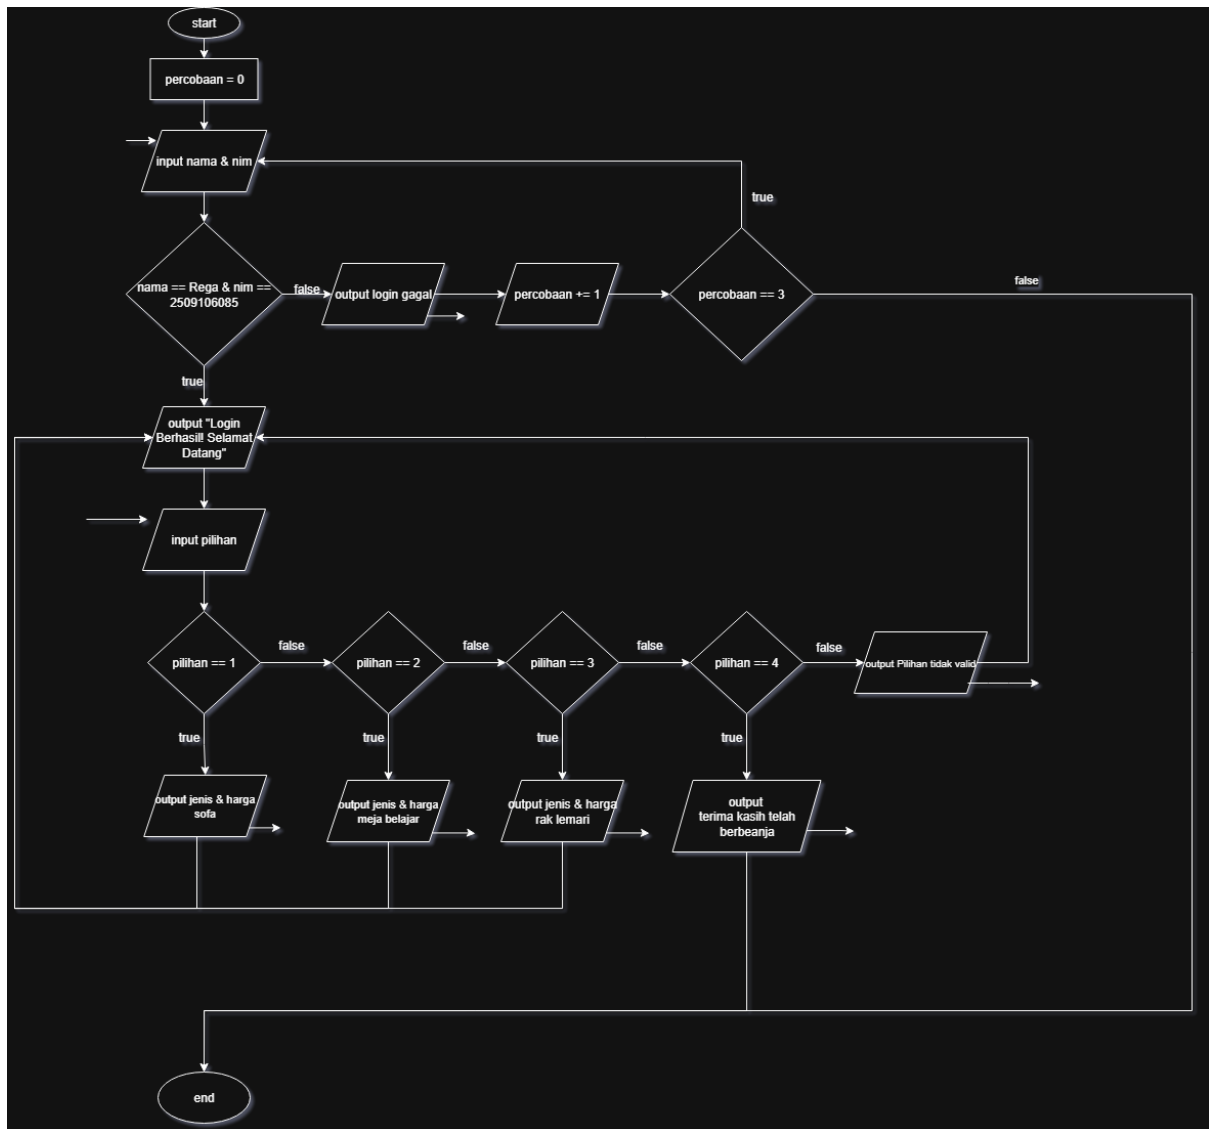 start
percobaan = 0
input nama & nim
true
nama == Rega & nim ==
2509106085
false
output login gagal
percobaan += 1
percobaan == 3
false
true
output "Login
Berhasil! Selamat
Datang"
input pilihan
pilihan == 1
false
pilihan == 2
false
pilihan == 3
false
pilihan == 4
false
output Pilihan tidak valid
true
true
true
true
output jenis & harga
sofa
output jenis & harga
meja belajar
output jenis & harga
rak lemari
output
terima kasih telah
berbeanja
end